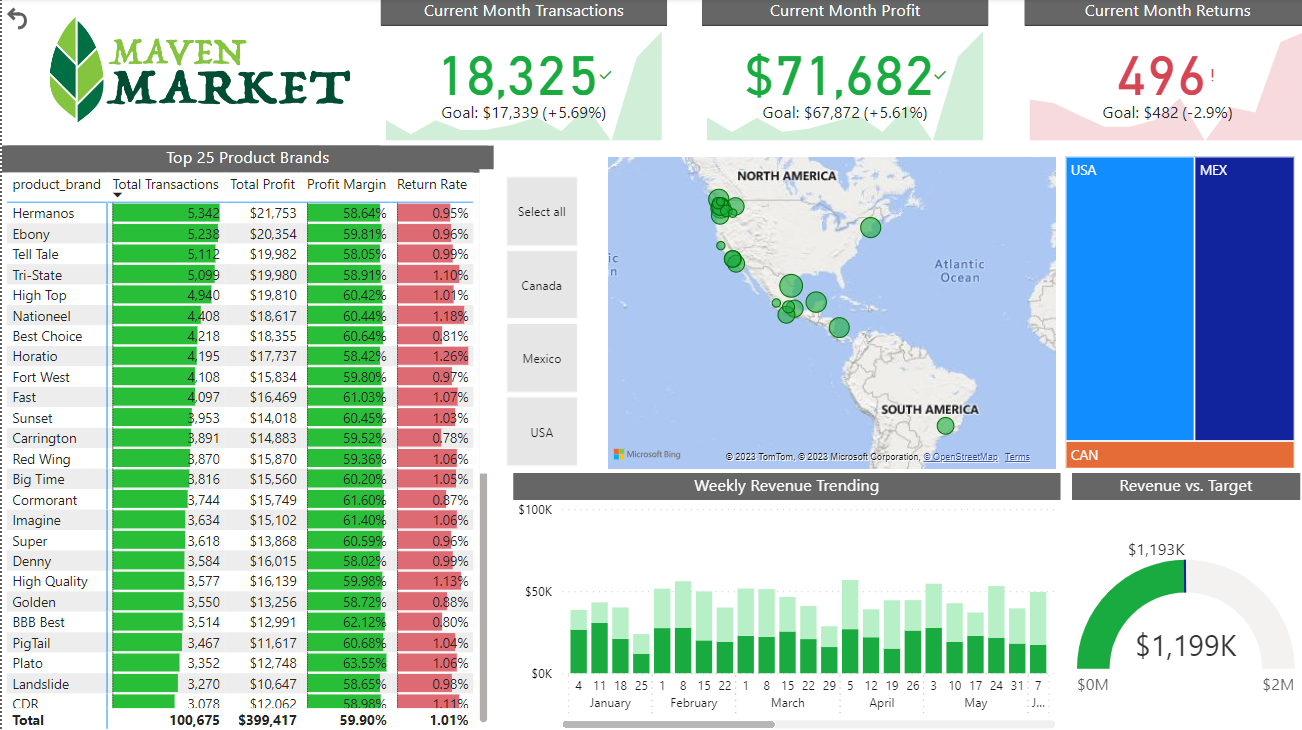 MAVEN
MARKET
Current Month Transactions
18,325
Goal: $17,339 (+5.69%)
Current Month Profit
$71,682
Goal: $67,872 (+5.61%)
Current Month Returns
496!
Goal: $482 (-2.9%)
Top 25 Product Brands
product_brand Total Transactions Total Profit Profit Margin Return Rate
Hermanos 5,342 $21,753 58.64% 0.95%
Ebony 5,238 $20,354 59.81% 0.96%
Tell Tale 5,112 $19,982 58.05% 0.99%
Tri-State 5,099 $19,980 58.91% 1.10%
High Top 4,940 $19,810 60.42% 1.01%
Nationeel 4,408 $18,617 60.44% 1.18%
Best Choice 4,218 $18,355 60.64% 0.81%
Horatio 4,195 $17,737 58.42% 1.26%
Fort West 4,108 $15,834 59.80% 0.97%
Fast 4,097 $16,469 61.03% 1.07%
Sunset 3,953 $14,018 60.45% 1.03%
Carrington 3,891 $14,883 59.52% 0.78%
Red Wing 3,870 $15,870 59.36% 1.06%
Big Time 3,816 $15,560 60.20% 1.05%
Cormorant 3,744 $15,749 61.60% 0.87%
Imagine 3,634 $15,102 61.40% 1.06%
Super 3,618 $13,868 60.59% 0.96%
Denny 3,584 $16,015 58.02% 0.99%
High Quality 3,577 $16,139 59.98% 1.13%
Golden 3,550 $13,256 58.72% 0.88%
BBB Best 3,514 $12,991 62.12% 0.80%
PigTail 3,467 $11,617 60.68% 1.04%
Plato 3,352 $12,748 63.55% 1.06%
Landslide 3,270 $10,647 58.65% 0.98%
CDR 3,078 $12,062 58.98% 1.11%
Total 100,675 $399,417 59.90% 1.01%
Select all
Canada
Mexico
USA
NORTH AMERICA
ic
n
Atlantic
Ocean
SOUTH AMERICA
Microsoft Bing
© 2023 TomTom, © 2023 Microsoft Corporation, © OpenStreetMap Terms
USA
MEX
CAN
Weekly Revenue Trending
$100K
$50K
$0K
4 11 18 25 1 8 15 22 1 8 15 22 29 5 12 19 26 3 10 17 24 31 7
January February March April May J...
Revenue vs. Target
$1,193K
$1,199K
$0M $2M